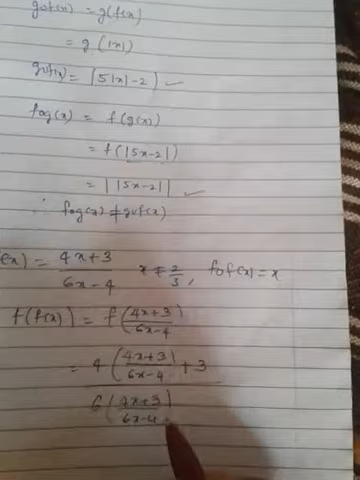 gof(x) = g(f(x))
= g(|x|)
gof(x) = |5|x|-2|
fog(x) = f(g(x))
= f(|5x-2|)
= ||5x-2||
∴ fog(x) ≠ gof(x)
(x) = (4x+3)/(6x-4) x ≠ 2/3, fof(x) = x
f(f(x)) = f((4x+3)/(6x-4))
= 4((4x+3)/(6x-4)) + 3
6((4x+3)/(6x-4))